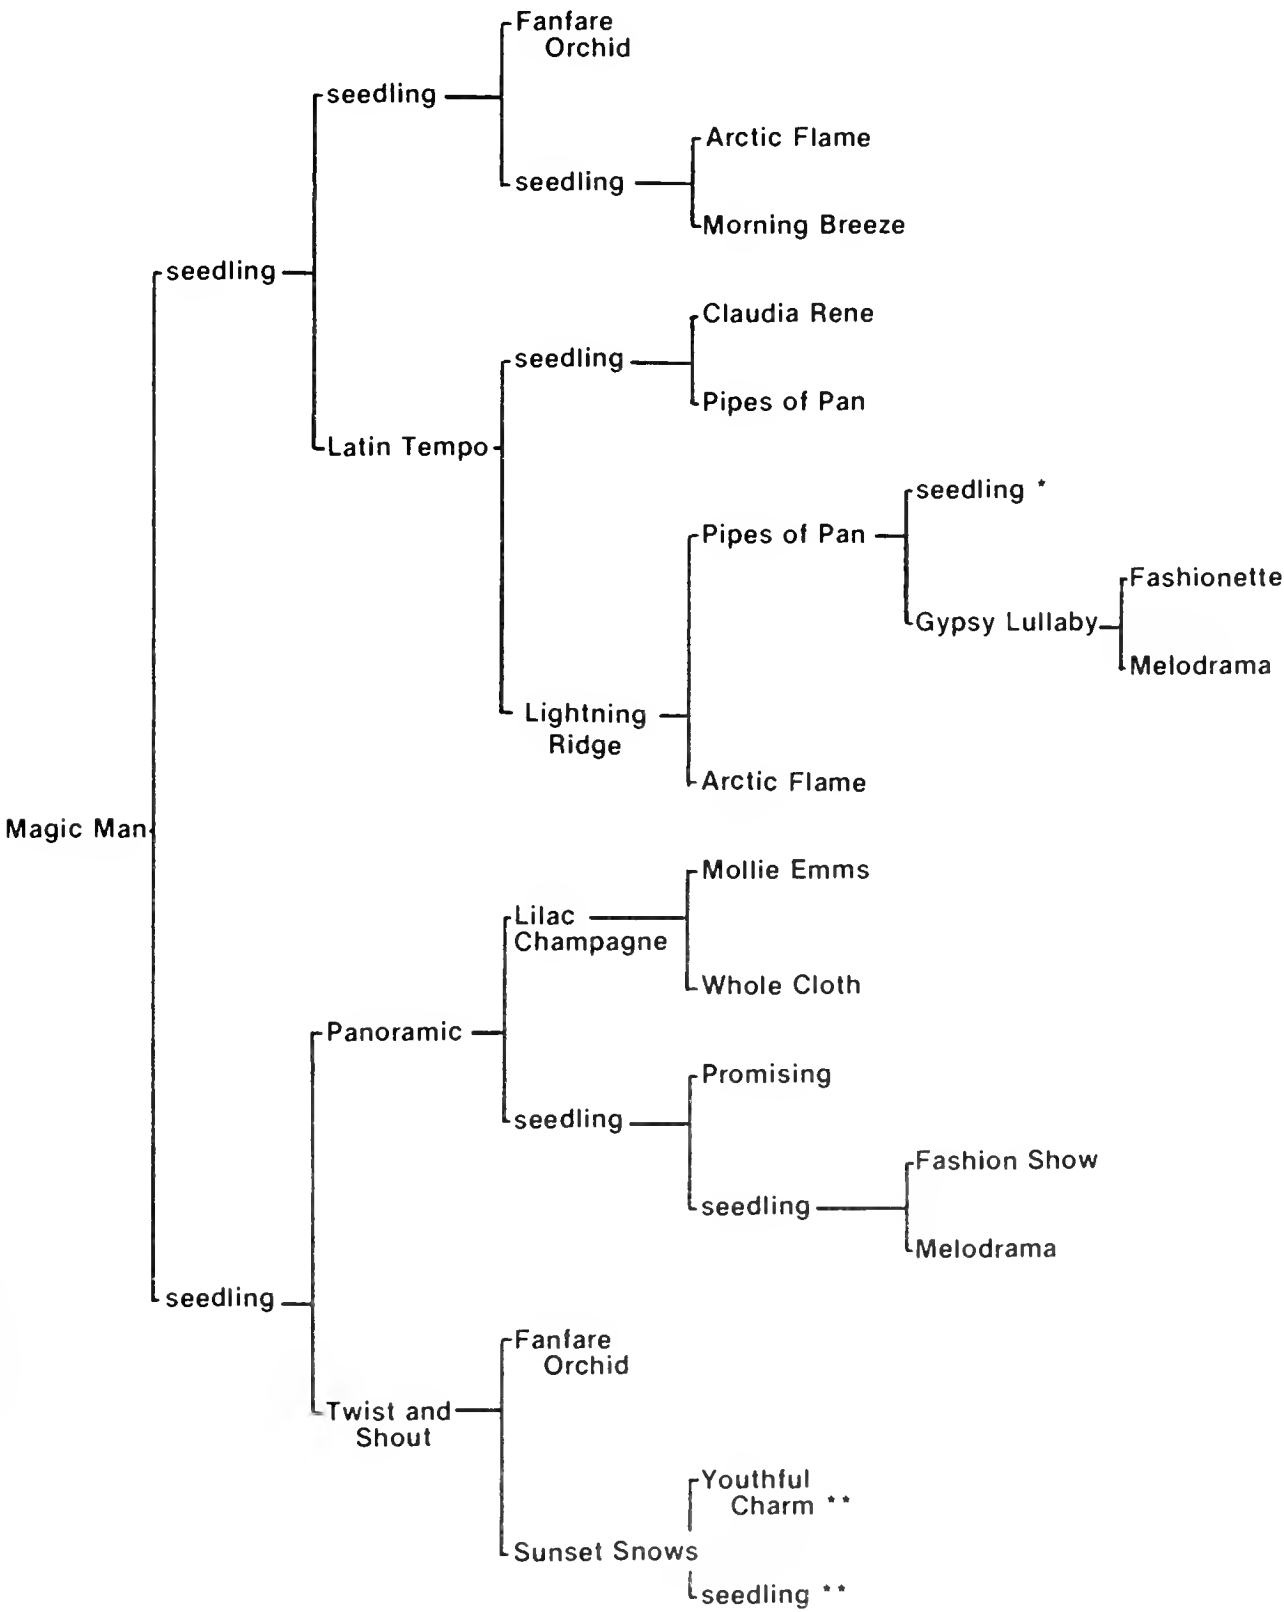 Fanfare
Orchid
seedling
Arctic Flame
seedling
Morning Breeze
seedling
Claudia Rene
seedling
Pipes of Pan
Latin Tempo
seedling *
Pipes of Pan
Fashionette
Gypsy Lullaby
Melodrama
Lightning
Ridge
Arctic Flame
Magic Man
Mollie Emms
Lilac
Champagne
Whole Cloth
Panoramic
Promising
seedling
Fashion Show
seedling
Melodrama
seedling
Fanfare
Orchid
Twist and
Shout
Youthful
Charm **
Sunset Snows
seedling **